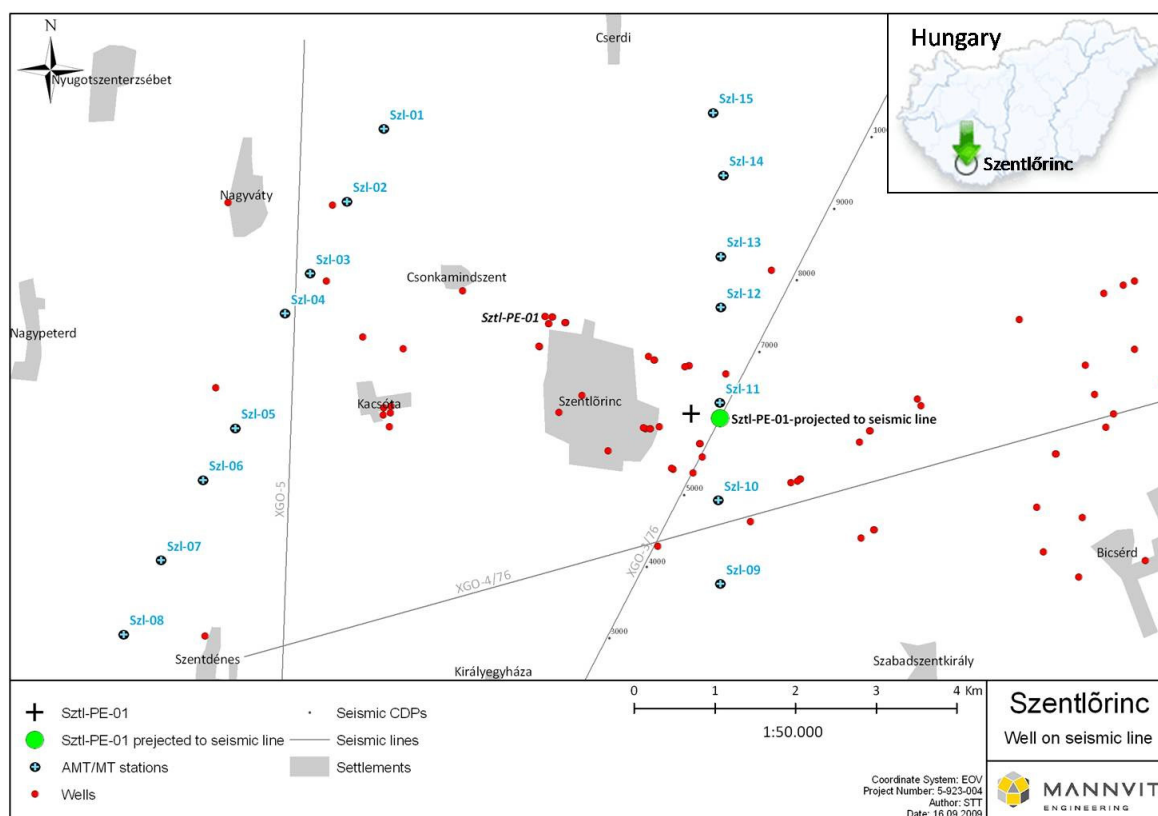 N
Cserdi
Hungary
Nyugotszenterzsébet
Szl-15
Szl-01
1000
Szl-14
Szentlőrinc
Nagyváty
Szl-02
9000
Szl-13
Szl-03
Csonkamindszent
8000
Szl-04
Szl-12
Nagypeterd
Sztl-PE-01
7000
Szl-11
Kacsóta
Szentlõrinc
Sztl-PE-01-projected to seismic line
Szl-05
Szl-06
XGO-5
5000
Szl-10
XGO-3/76
Szl-07
XGO-4/76
4000
Bicsérd
Szl-09
Szl-08
3000
Szentdénes
Királyegyháza
Szabadszentkirály
Sztl-PE-01
Sztl-PE-01 prejected to seismic line
AMT/MT stations
Wells
Seismic CDPs
Seismic lines
Settlements
0 1 2 3 4 Km
1:50.000
Szentlõrinc
Well on seismic line
Coordinate System: EOV
Project Number: 5-923-004
Author: STT
Date: 16.09.2009
MANNVIT
ENGINEERING